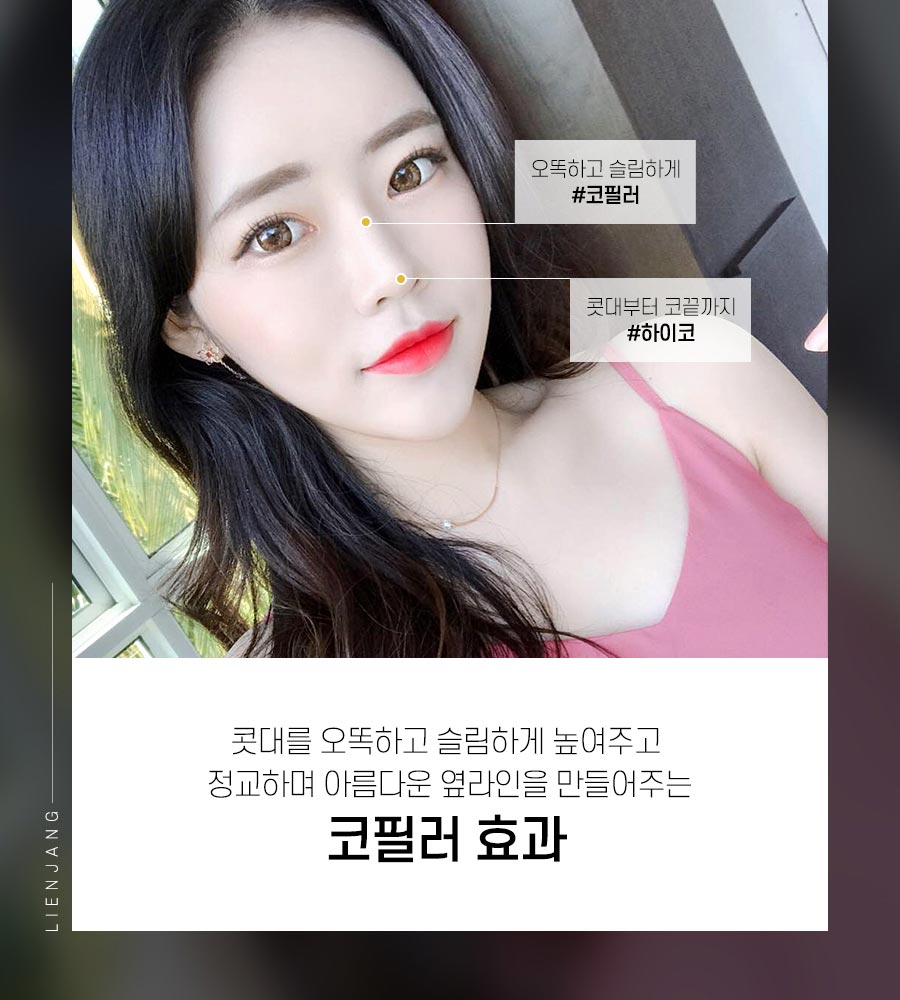 오똑하고 슬림하게
#코필러
콧대부터 코끝까지
#하이코
콧대를 오똑하고 슬림하게 높여주고
정교하며 아름다운 옆라인을 만들어주는
코필러 효과
LIENJANG